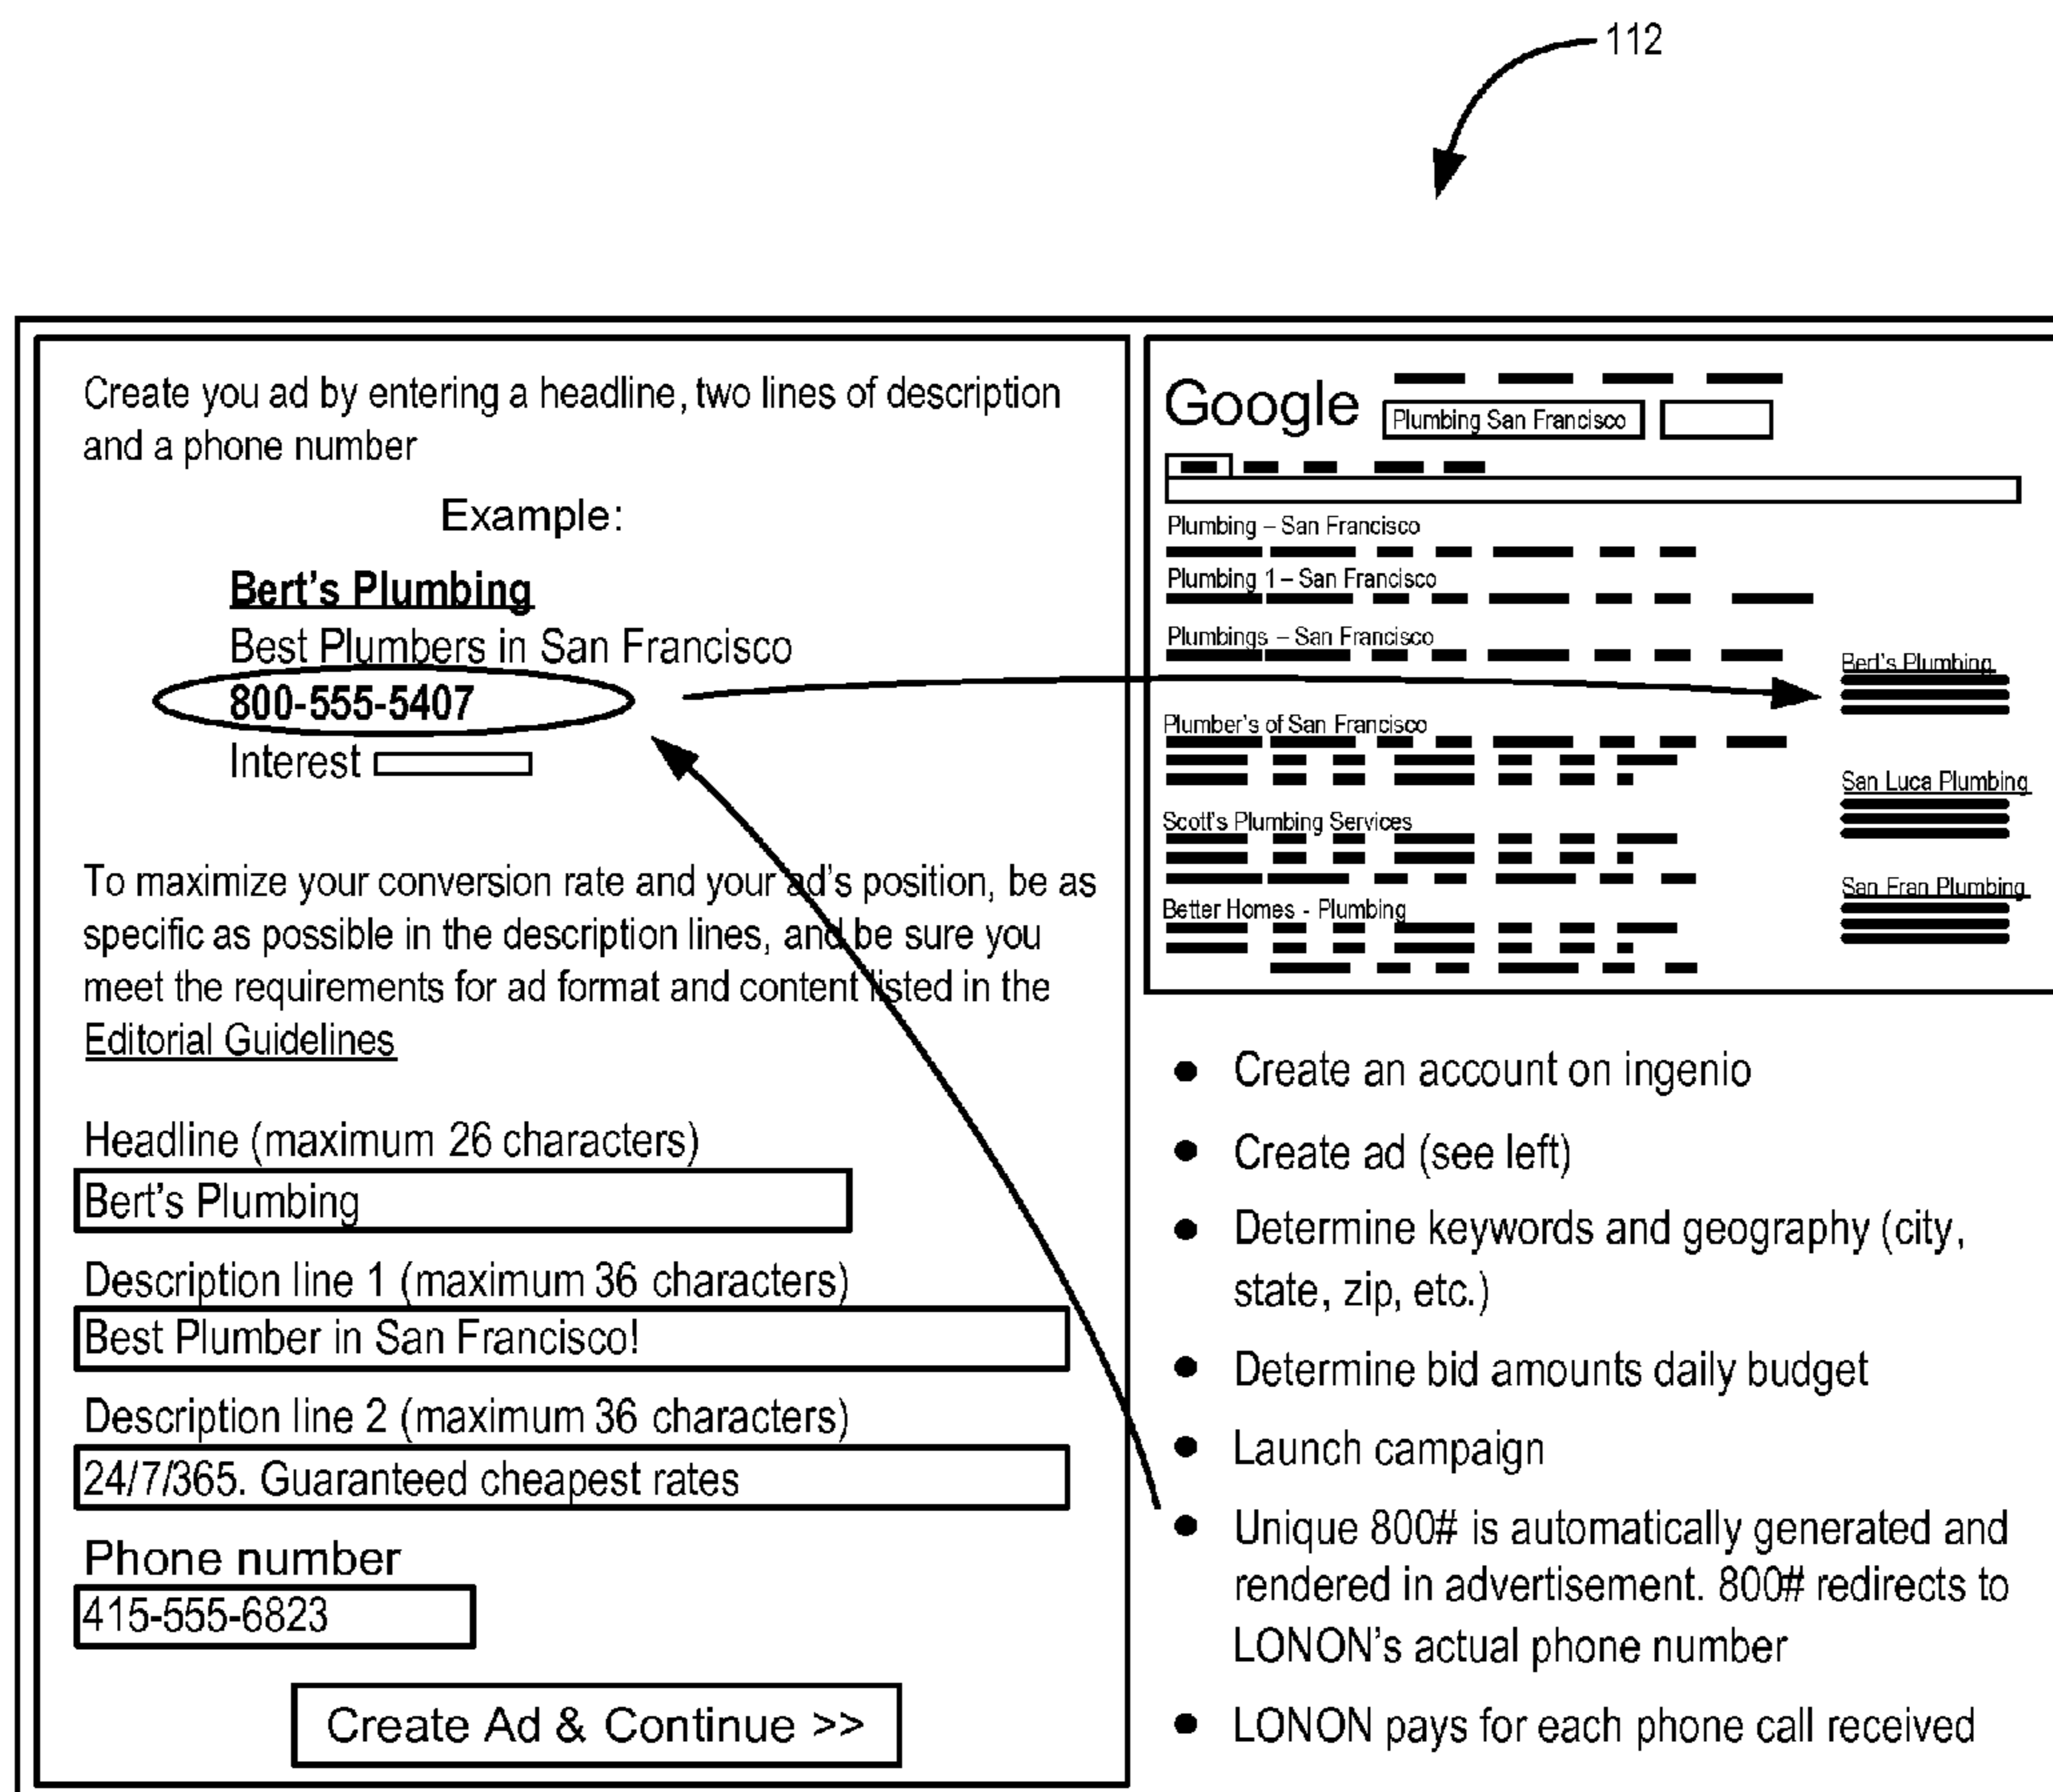 112
Create you ad by entering a headline, two lines of description
and a phone number
Example:
Bert's Plumbing
Best Plumbers in San Francisco
800-555-5407
Interest
To maximize your conversion rate and your ad's position, be as
specific as possible in the description lines, and be sure you
meet the requirements for ad format and content listed in the
Editorial Guidelines
Headline (maximum 26 characters)
Bert's Plumbing
Description line 1 (maximum 36 characters)
Best Plumber in San Francisco!
Description line 2 (maximum 36 characters)
24/7/365. Guaranteed cheapest rates
Phone number
415-555-6823
Create Ad & Continue >>
Google
Plumbing San Francisco
Plumbing – San Francisco
Plumbing 1 – San Francisco
Plumbings – San Francisco
Plumber's of San Francisco
Scott's Plumbing Services
Better Homes - Plumbing
Bert's Plumbing
San Luca Plumbing
San Fran Plumbing
● Create an account on ingenio
● Create ad (see left)
● Determine keywords and geography (city,
state, zip, etc.)
● Determine bid amounts daily budget
● Launch campaign
● Unique 800# is automatically generated and
rendered in advertisement. 800# redirects to
LONON's actual phone number
● LONON pays for each phone call received